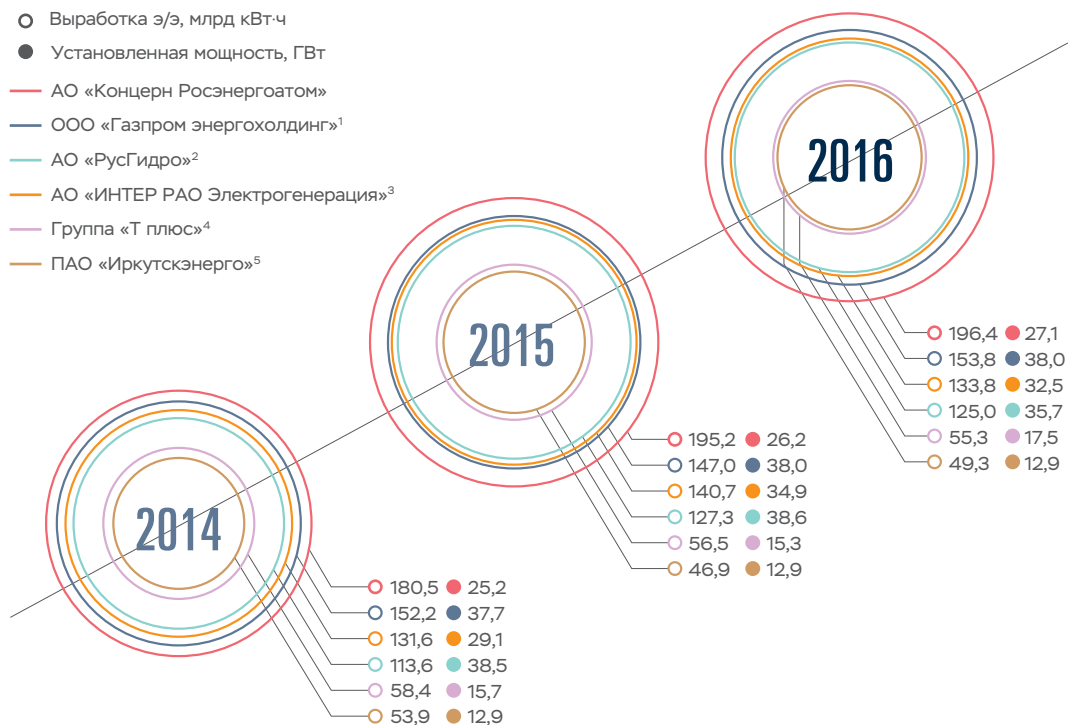 Выработка э/э, млрд кВт·ч
Установленная мощность, ГВт
АО «Концерн Росэнергоатом»
ООО «Газпром энергохолдинг»¹
АО «РусГидро»²
АО «ИНТЕР РАО Электрогенерация»³
Группа «Т плюс»⁴
ПАО «Иркутскэнерго»⁵
2016
196,4 27,1
153,8 38,0
133,8 32,5
125,0 35,7
55,3 17,5
49,3 12,9
2015
195,2 26,2
147,0 38,0
140,7 34,9
127,3 38,6
56,5 15,3
46,9 12,9
2014
180,5 25,2
152,2 37,7
131,6 29,1
113,6 38,5
58,4 15,7
53,9 12,9